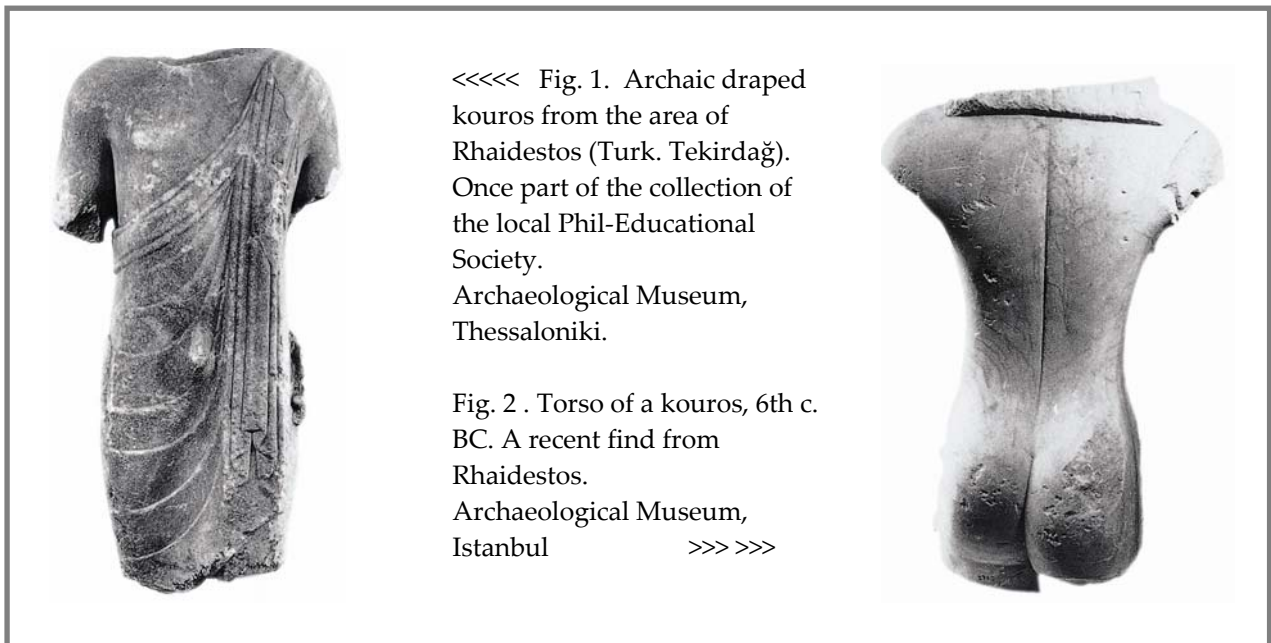 <<<<< Fig. 1. Archaic draped
kouros from the area of
Rhaidestos (Turk. Tekirdağ).
Once part of the collection of
the local Phil-Educational
Society.
Archaeological Museum,
Thessaloniki.
Fig. 2 . Torso of a kouros, 6th c.
BC. A recent find from
Rhaidestos.
Archaeological Museum,
Istanbul >>> >>>